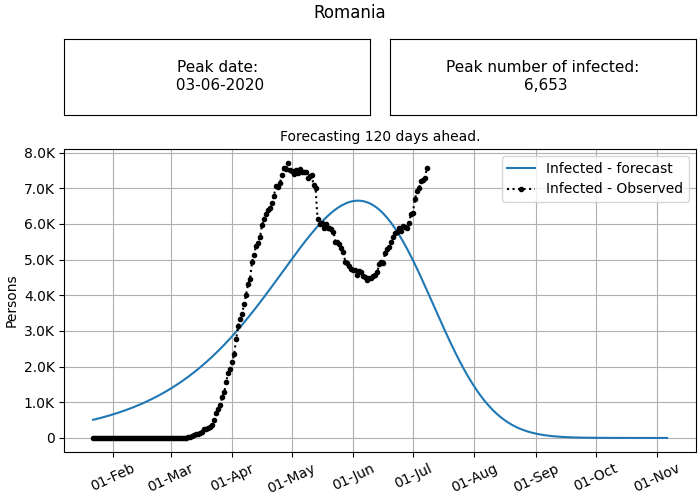 Romania
Peak date:
03-06-2020
Peak number of infected:
6,653
Forecasting 120 days ahead.
Infected - forecast
Infected - Observed
Persons
8.0K
7.0K
6.0K
5.0K
4.0K
3.0K
2.0K
1.0K
0
01-Feb
01-Mar
01-Apr
01-May
01-Jun
01-Jul
01-Aug
01-Sep
01-Oct
01-Nov